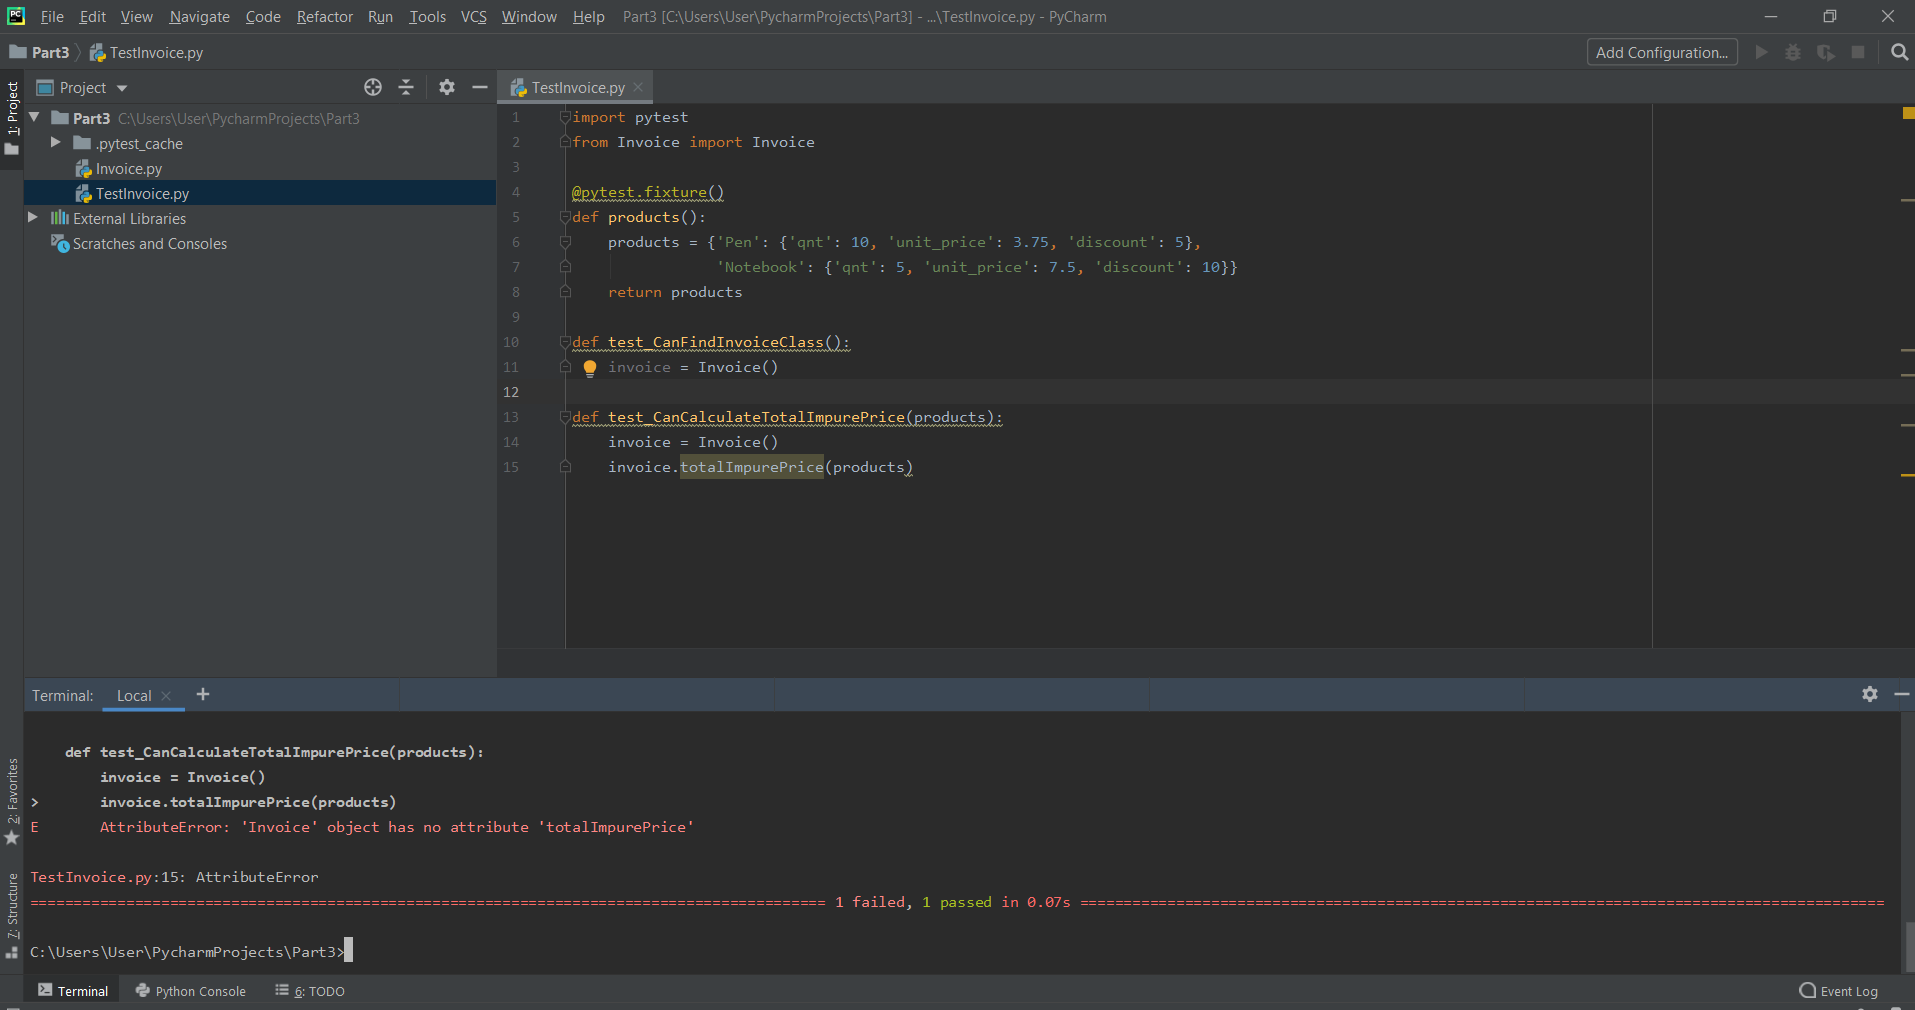 PC File Edit View Navigate Code Refactor Run Tools VCS Window Help Part3 [C:\Users\User\PycharmProjects\Part3] - ...\TestInvoice.py - PyCharm
Part3 TestInvoice.py Add Configuration...
1: Project
Project
Part3 C:\Users\User\PycharmProjects\Part3
.pytest_cache
Invoice.py
TestInvoice.py
External Libraries
Scratches and Consoles
TestInvoice.py
1 import pytest
2 from Invoice import Invoice
3
4 @pytest.fixture()
5 def products():
6     products = {'Pen': {'qnt': 10, 'unit_price': 3.75, 'discount': 5},
7                 'Notebook': {'qnt': 5, 'unit_price': 7.5, 'discount': 10}}
8     return products
9
10 def test_CanFindInvoiceClass():
11     invoice = Invoice()
12
13 def test_CanCalculateTotalImpurePrice(products):
14     invoice = Invoice()
15     invoice.totalImpurePrice(products)
Terminal: Local
    def test_CanCalculateTotalImpurePrice(products):
        invoice = Invoice()
>       invoice.totalImpurePrice(products)
E       AttributeError: 'Invoice' object has no attribute 'totalImpurePrice'
TestInvoice.py:15: AttributeError
============================================ 1 failed, 1 passed in 0.07s ============================================
C:\Users\User\PycharmProjects\Part3>
2: Favorites
7: Structure
Terminal Python Console 6: TODO Event Log